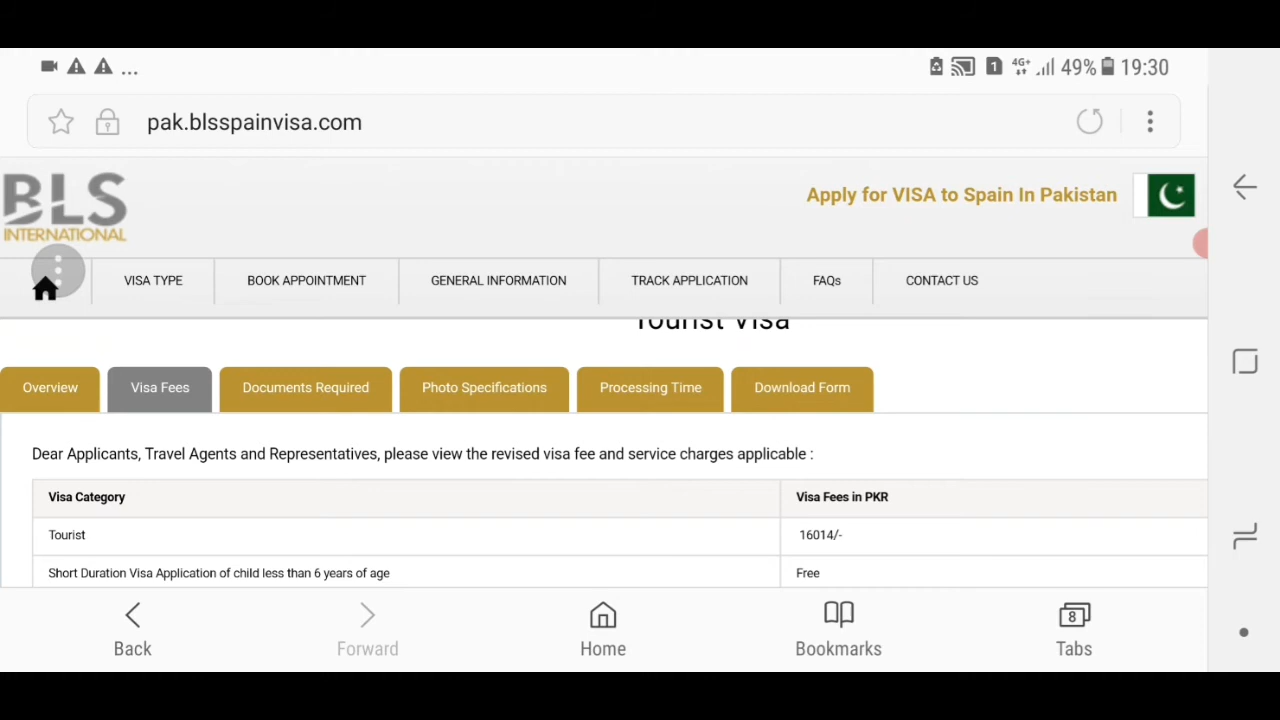 ... 1 4G+ 49% 19:30
pak.blsspainvisa.com
BLS
INTERNATIONAL
Apply for VISA to Spain In Pakistan
VISA TYPE BOOK APPOINTMENT GENERAL INFORMATION TRACK APPLICATION FAQs CONTACT US
Tourist Visa
Overview Visa Fees Documents Required Photo Specifications Processing Time Download Form
Dear Applicants, Travel Agents and Representatives, please view the revised visa fee and service charges applicable :
Visa Category Visa Fees in PKR
Tourist 16014/-
Short Duration Visa Application of child less than 6 years of age Free
8
Back Forward Home Bookmarks Tabs